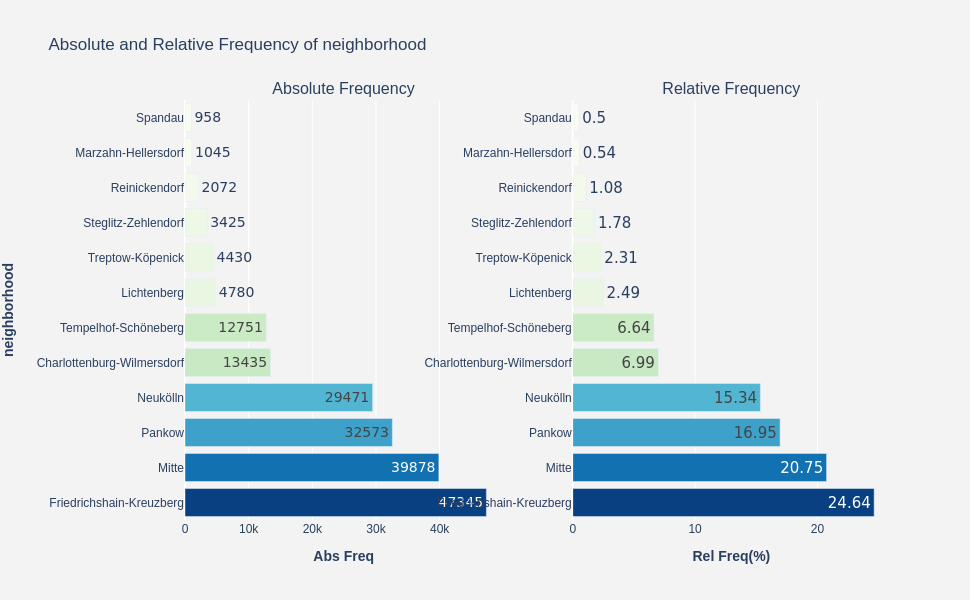 Absolute and Relative Frequency of neighborhood
Absolute Frequency
Relative Frequency
neighborhood
Spandau 958
Marzahn-Hellersdorf 1045
Reinickendorf 2072
Steglitz-Zehlendorf 3425
Treptow-Köpenick 4430
Lichtenberg 4780
Tempelhof-Schöneberg 12751
Charlottenburg-Wilmersdorf 13435
Neukölln 29471
Pankow 32573
Mitte 39878
Friedrichshain-Kreuzberg 47345
0 10k 20k 30k 40k
Abs Freq
Spandau 0.5
Marzahn-Hellersdorf 0.54
Reinickendorf 1.08
Steglitz-Zehlendorf 1.78
Treptow-Köpenick 2.31
Lichtenberg 2.49
Tempelhof-Schöneberg 6.64
Charlottenburg-Wilmersdorf 6.99
Neukölln 15.34
Pankow 16.95
Mitte 20.75
Friedrichshain-Kreuzberg 24.64
0 10 20
Rel Freq(%)